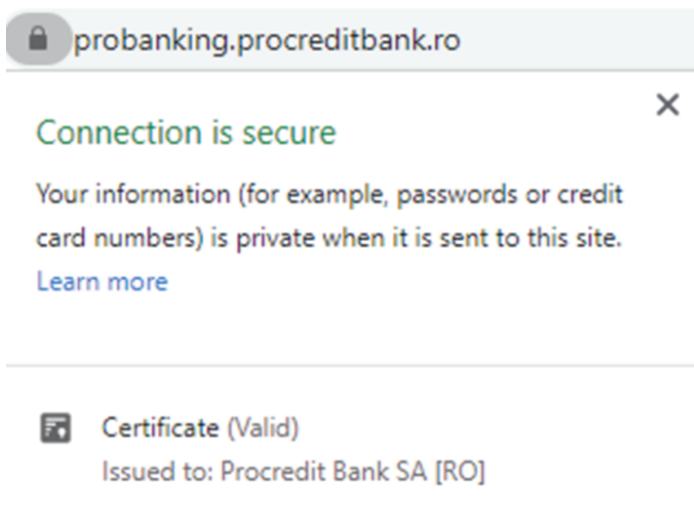 probanking.procreditbank.ro
Connection is secure
Your information (for example, passwords or credit
card numbers) is private when it is sent to this site.
Learn more
Certificate (Valid)
Issued to: Procredit Bank SA [RO]